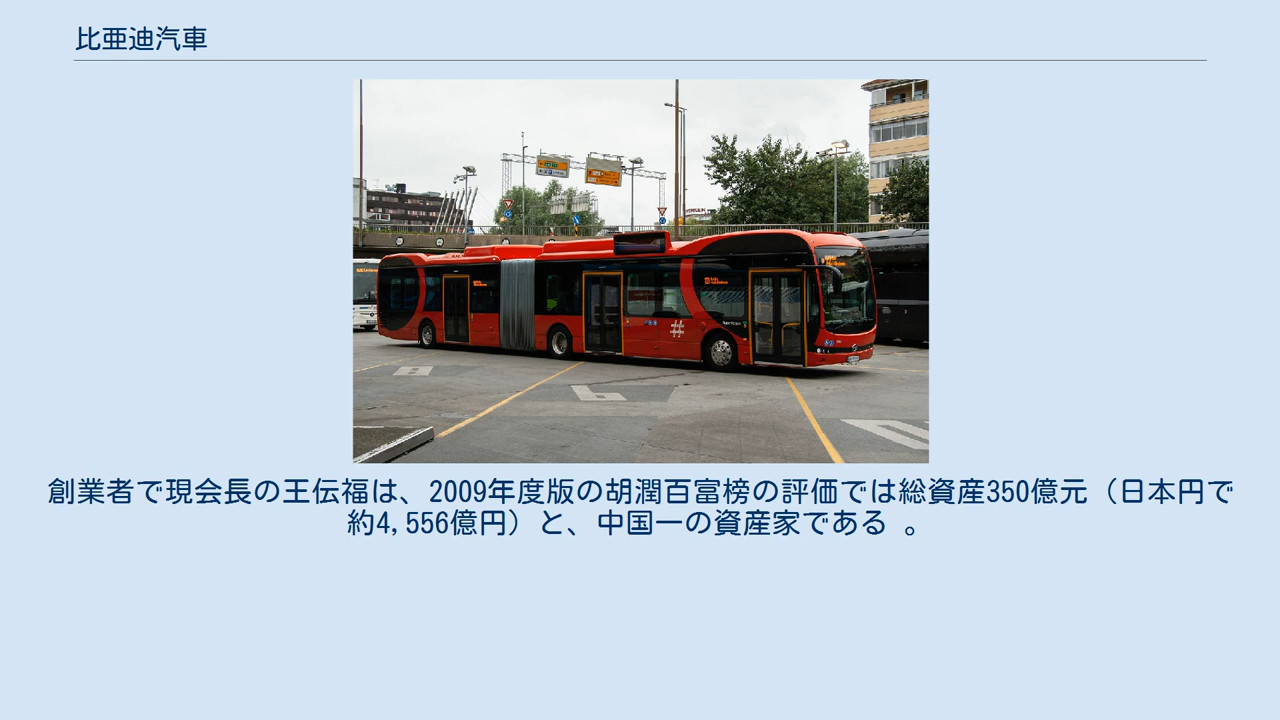 比亜迪汽車
創業者で現会長の王伝福は、2009年度版の胡潤百富榜の評価では総資産350億元（日本円で
約4,556億円）と、中国一の資産家である 。